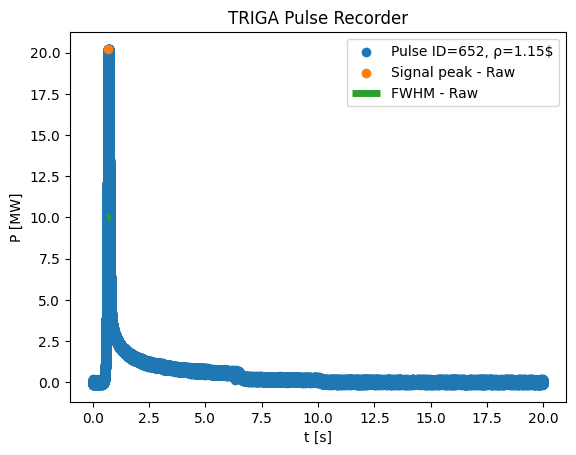 TRIGA Pulse Recorder
Pulse ID=652, ρ=1.15$
Signal peak - Raw
FWHM - Raw
P [MW]
20.0
17.5
15.0
12.5
10.0
7.5
5.0
2.5
0.0
0.0 2.5 5.0 7.5 10.0 12.5 15.0 17.5 20.0
t [s]